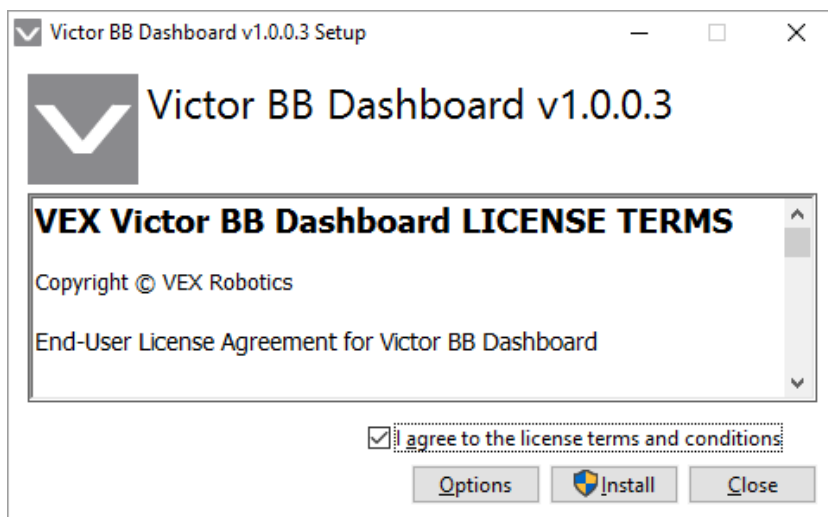 Victor BB Dashboard v1.0.0.3 Setup
Victor BB Dashboard v1.0.0.3
VEX Victor BB Dashboard LICENSE TERMS
Copyright © VEX Robotics
End-User License Agreement for Victor BB Dashboard
I agree to the license terms and conditions
Options Install Close